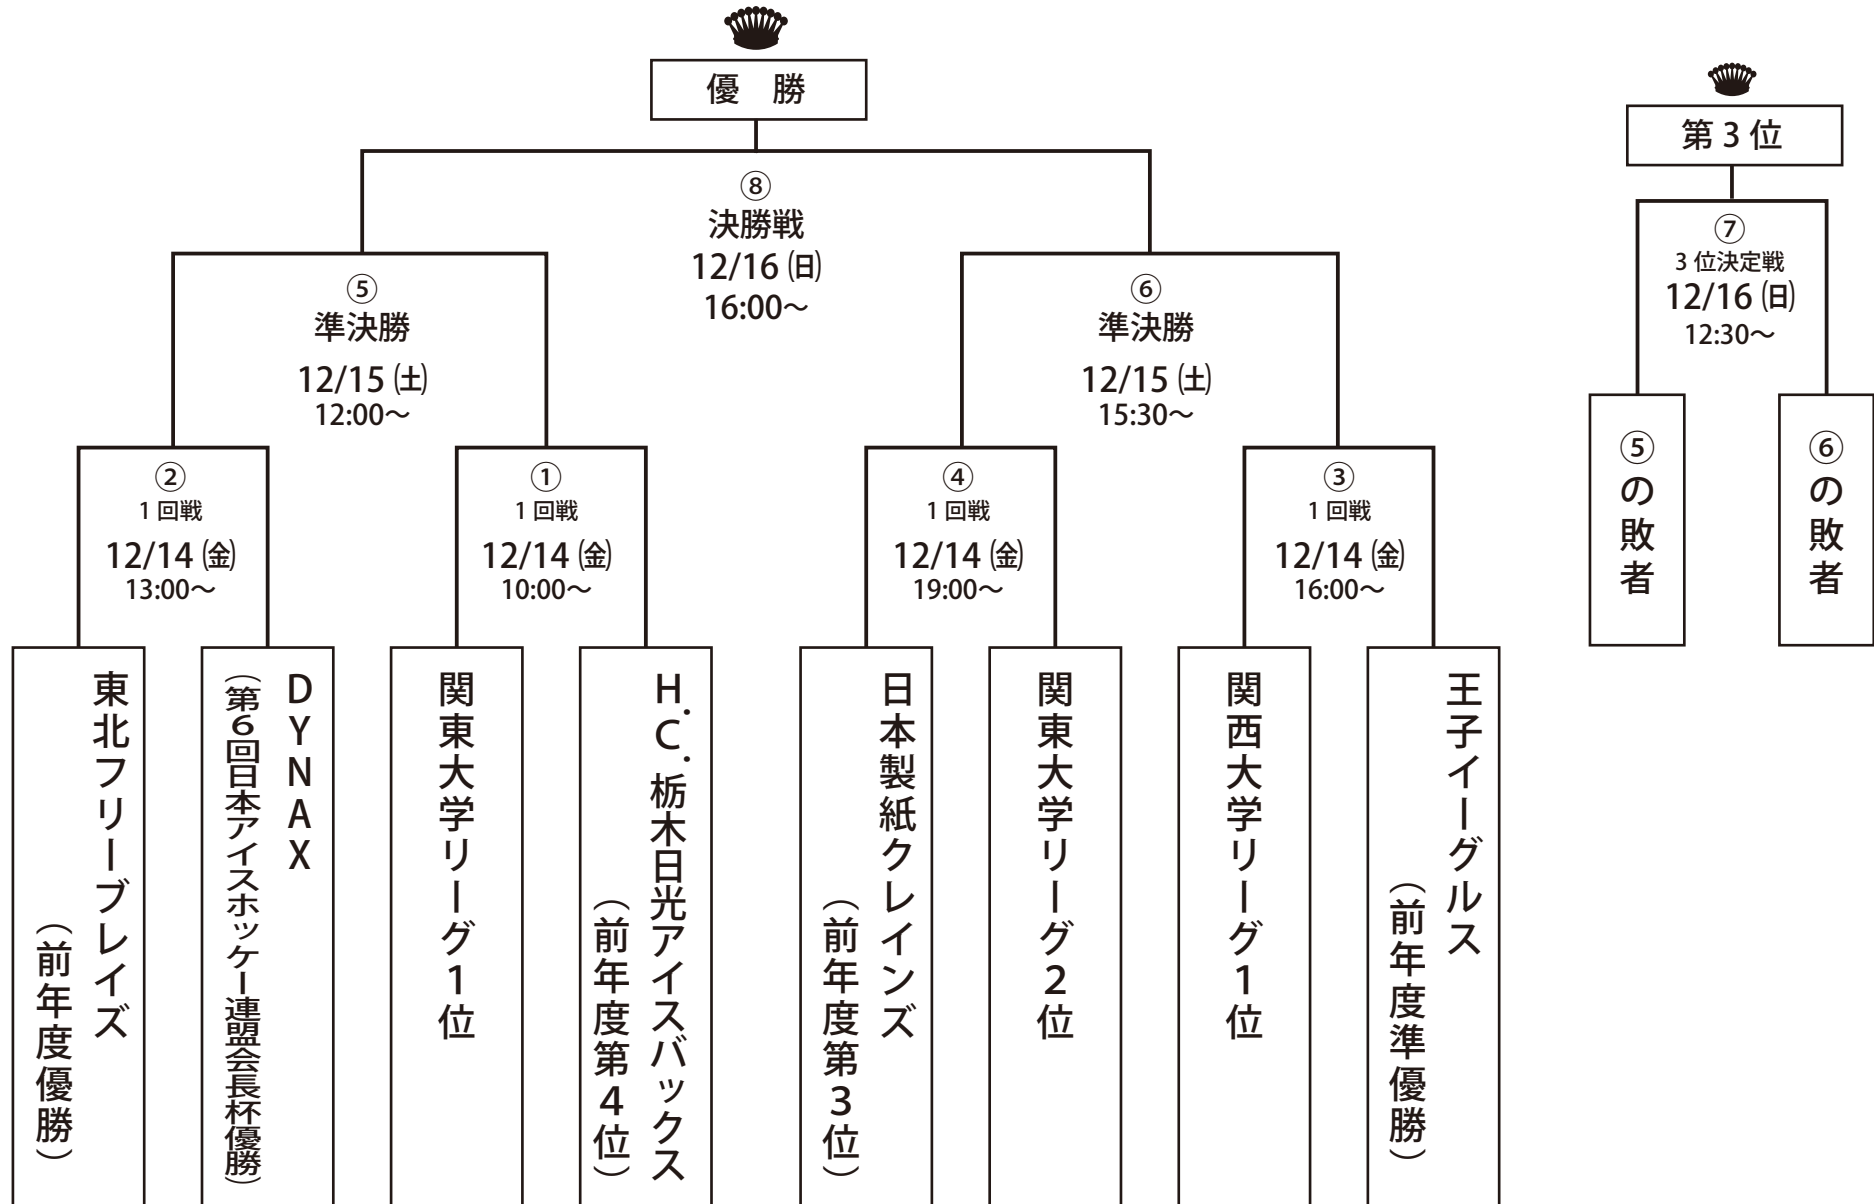 優　勝
⑧
決勝戦
12/16 (日)
16:00～
⑤
準決勝
12/15 (土)
12:00～
⑥
準決勝
12/15 (土)
15:30～
②
1 回戦
12/14 (金)
13:00～
①
1 回戦
12/14 (金)
10:00～
④
1 回戦
12/14 (金)
19:00～
③
1 回戦
12/14 (金)
16:00～
東北フリーブレイズ
（前年度優勝）
DYNAX
（第6回日本アイスホッケー連盟会長杯優勝）
関東大学リーグ1位
H.C.栃木日光アイスバックス
（前年度第4位）
日本製紙クレインズ
（前年度第3位）
関東大学リーグ2位
関西大学リーグ1位
王子イーグルス
（前年度準優勝）
第 3 位
⑦
3 位決定戦
12/16 (日)
12:30～
⑤の敗者
⑥の敗者